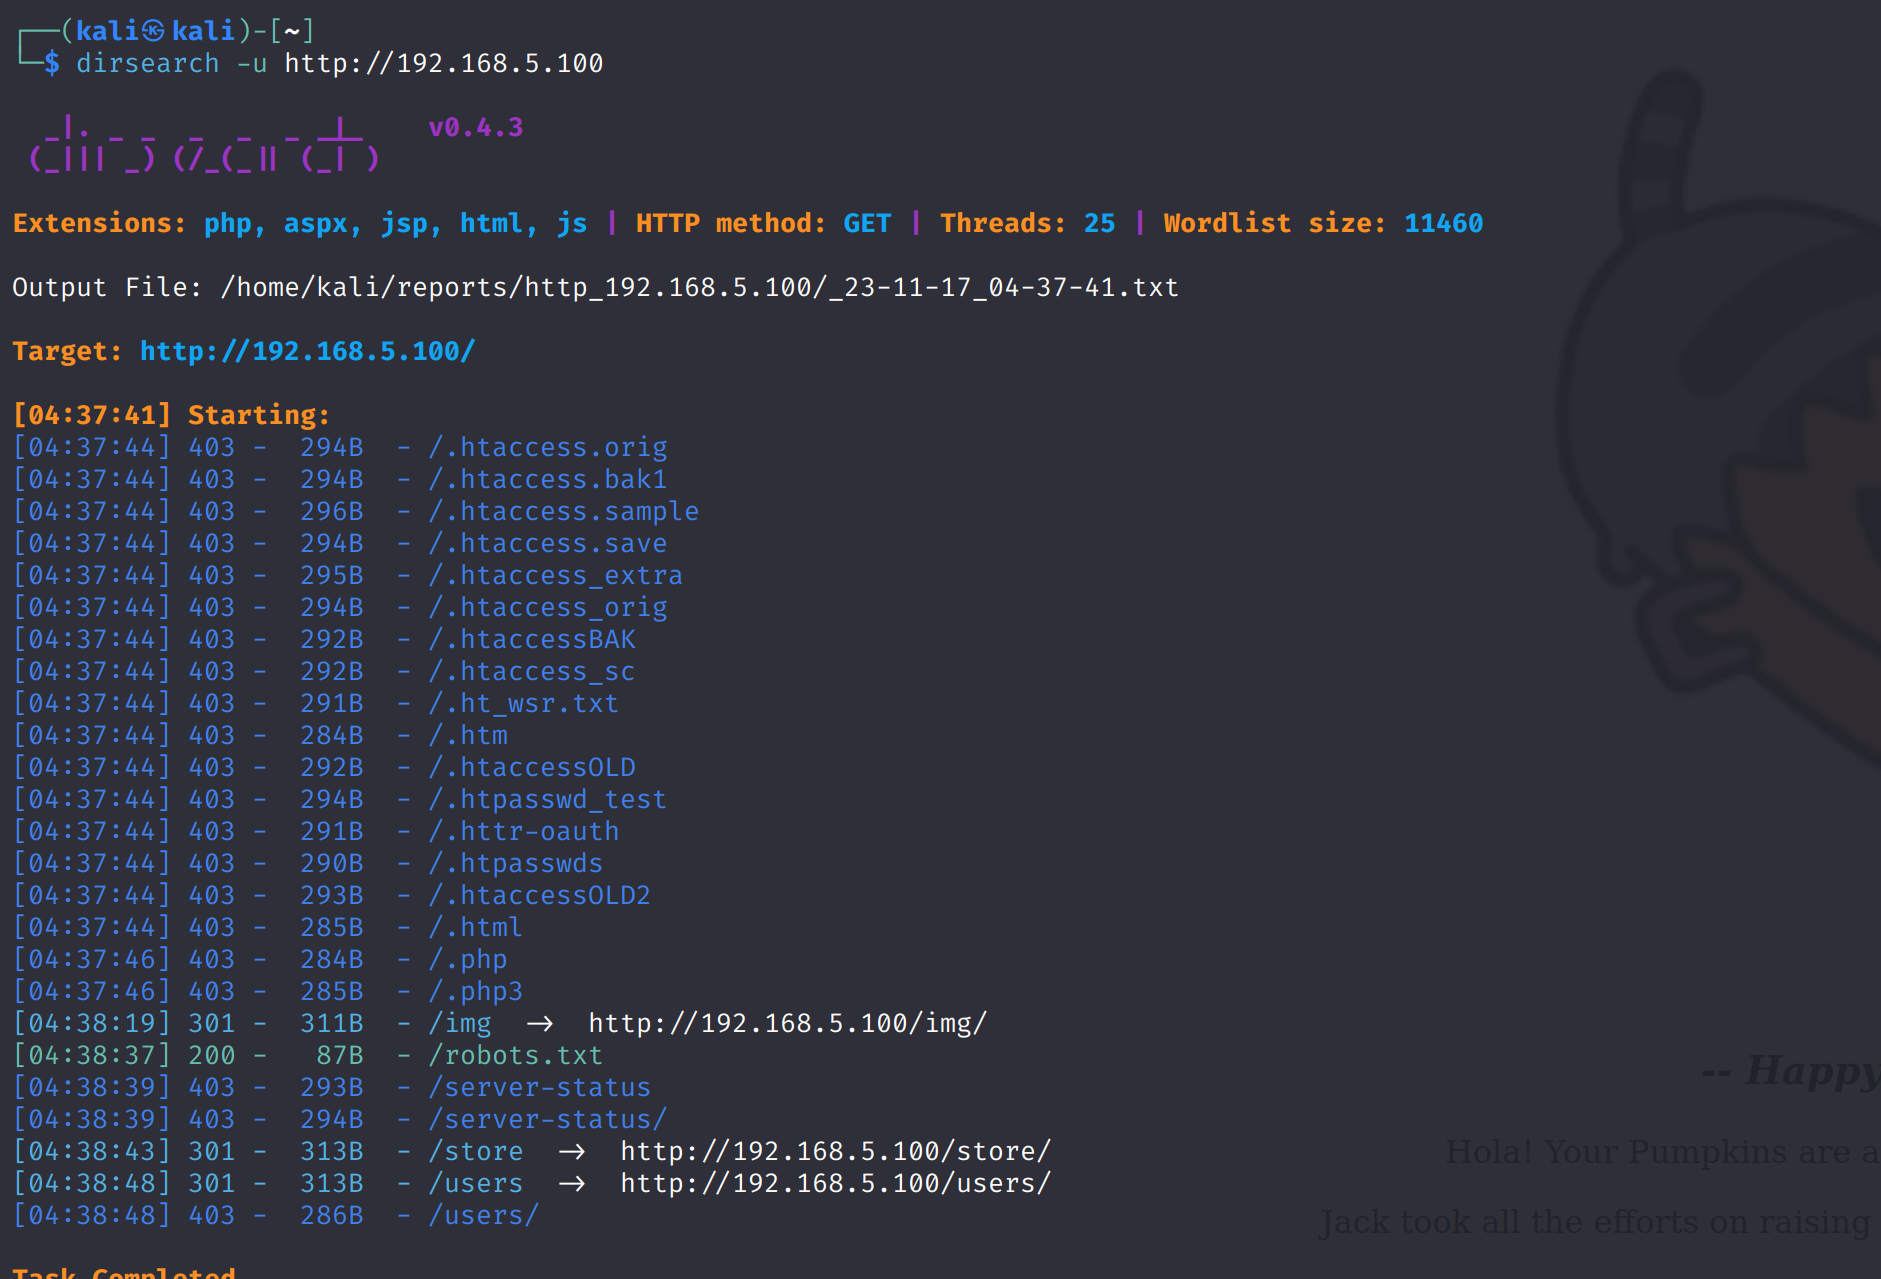 ┌──(kali㉿kali)-[~]
└─$ dirsearch -u http://192.168.5.100
  _|. _ _  _  _  _ _|_    v0.4.3
 (_||| _) (/_(_|| (_| )
Extensions: php, aspx, jsp, html, js | HTTP method: GET | Threads: 25 | Wordlist size: 11460
Output File: /home/kali/reports/http_192.168.5.100/_23-11-17_04-37-41.txt
Target: http://192.168.5.100/
[04:37:41] Starting:
[04:37:44] 403 -  294B  - /.htaccess.orig
[04:37:44] 403 -  294B  - /.htaccess.bak1
[04:37:44] 403 -  296B  - /.htaccess.sample
[04:37:44] 403 -  294B  - /.htaccess.save
[04:37:44] 403 -  295B  - /.htaccess_extra
[04:37:44] 403 -  294B  - /.htaccess_orig
[04:37:44] 403 -  292B  - /.htaccessBAK
[04:37:44] 403 -  292B  - /.htaccess_sc
[04:37:44] 403 -  291B  - /.ht_wsr.txt
[04:37:44] 403 -  284B  - /.htm
[04:37:44] 403 -  292B  - /.htaccessOLD
[04:37:44] 403 -  294B  - /.htpasswd_test
[04:37:44] 403 -  291B  - /.httr-oauth
[04:37:44] 403 -  290B  - /.htpasswds
[04:37:44] 403 -  293B  - /.htaccessOLD2
[04:37:44] 403 -  285B  - /.html
[04:37:46] 403 -  284B  - /.php
[04:37:46] 403 -  285B  - /.php3
[04:38:19] 301 -  311B  - /img  →  http://192.168.5.100/img/
[04:38:37] 200 -   87B  - /robots.txt
[04:38:39] 403 -  293B  - /server-status
[04:38:39] 403 -  294B  - /server-status/
[04:38:43] 301 -  313B  - /store  →  http://192.168.5.100/store/
[04:38:48] 301 -  313B  - /users  →  http://192.168.5.100/users/
[04:38:48] 403 -  286B  - /users/
Task Completed
-- Happy
Hola! Your Pumpkins are a
Jack took all the efforts on raising